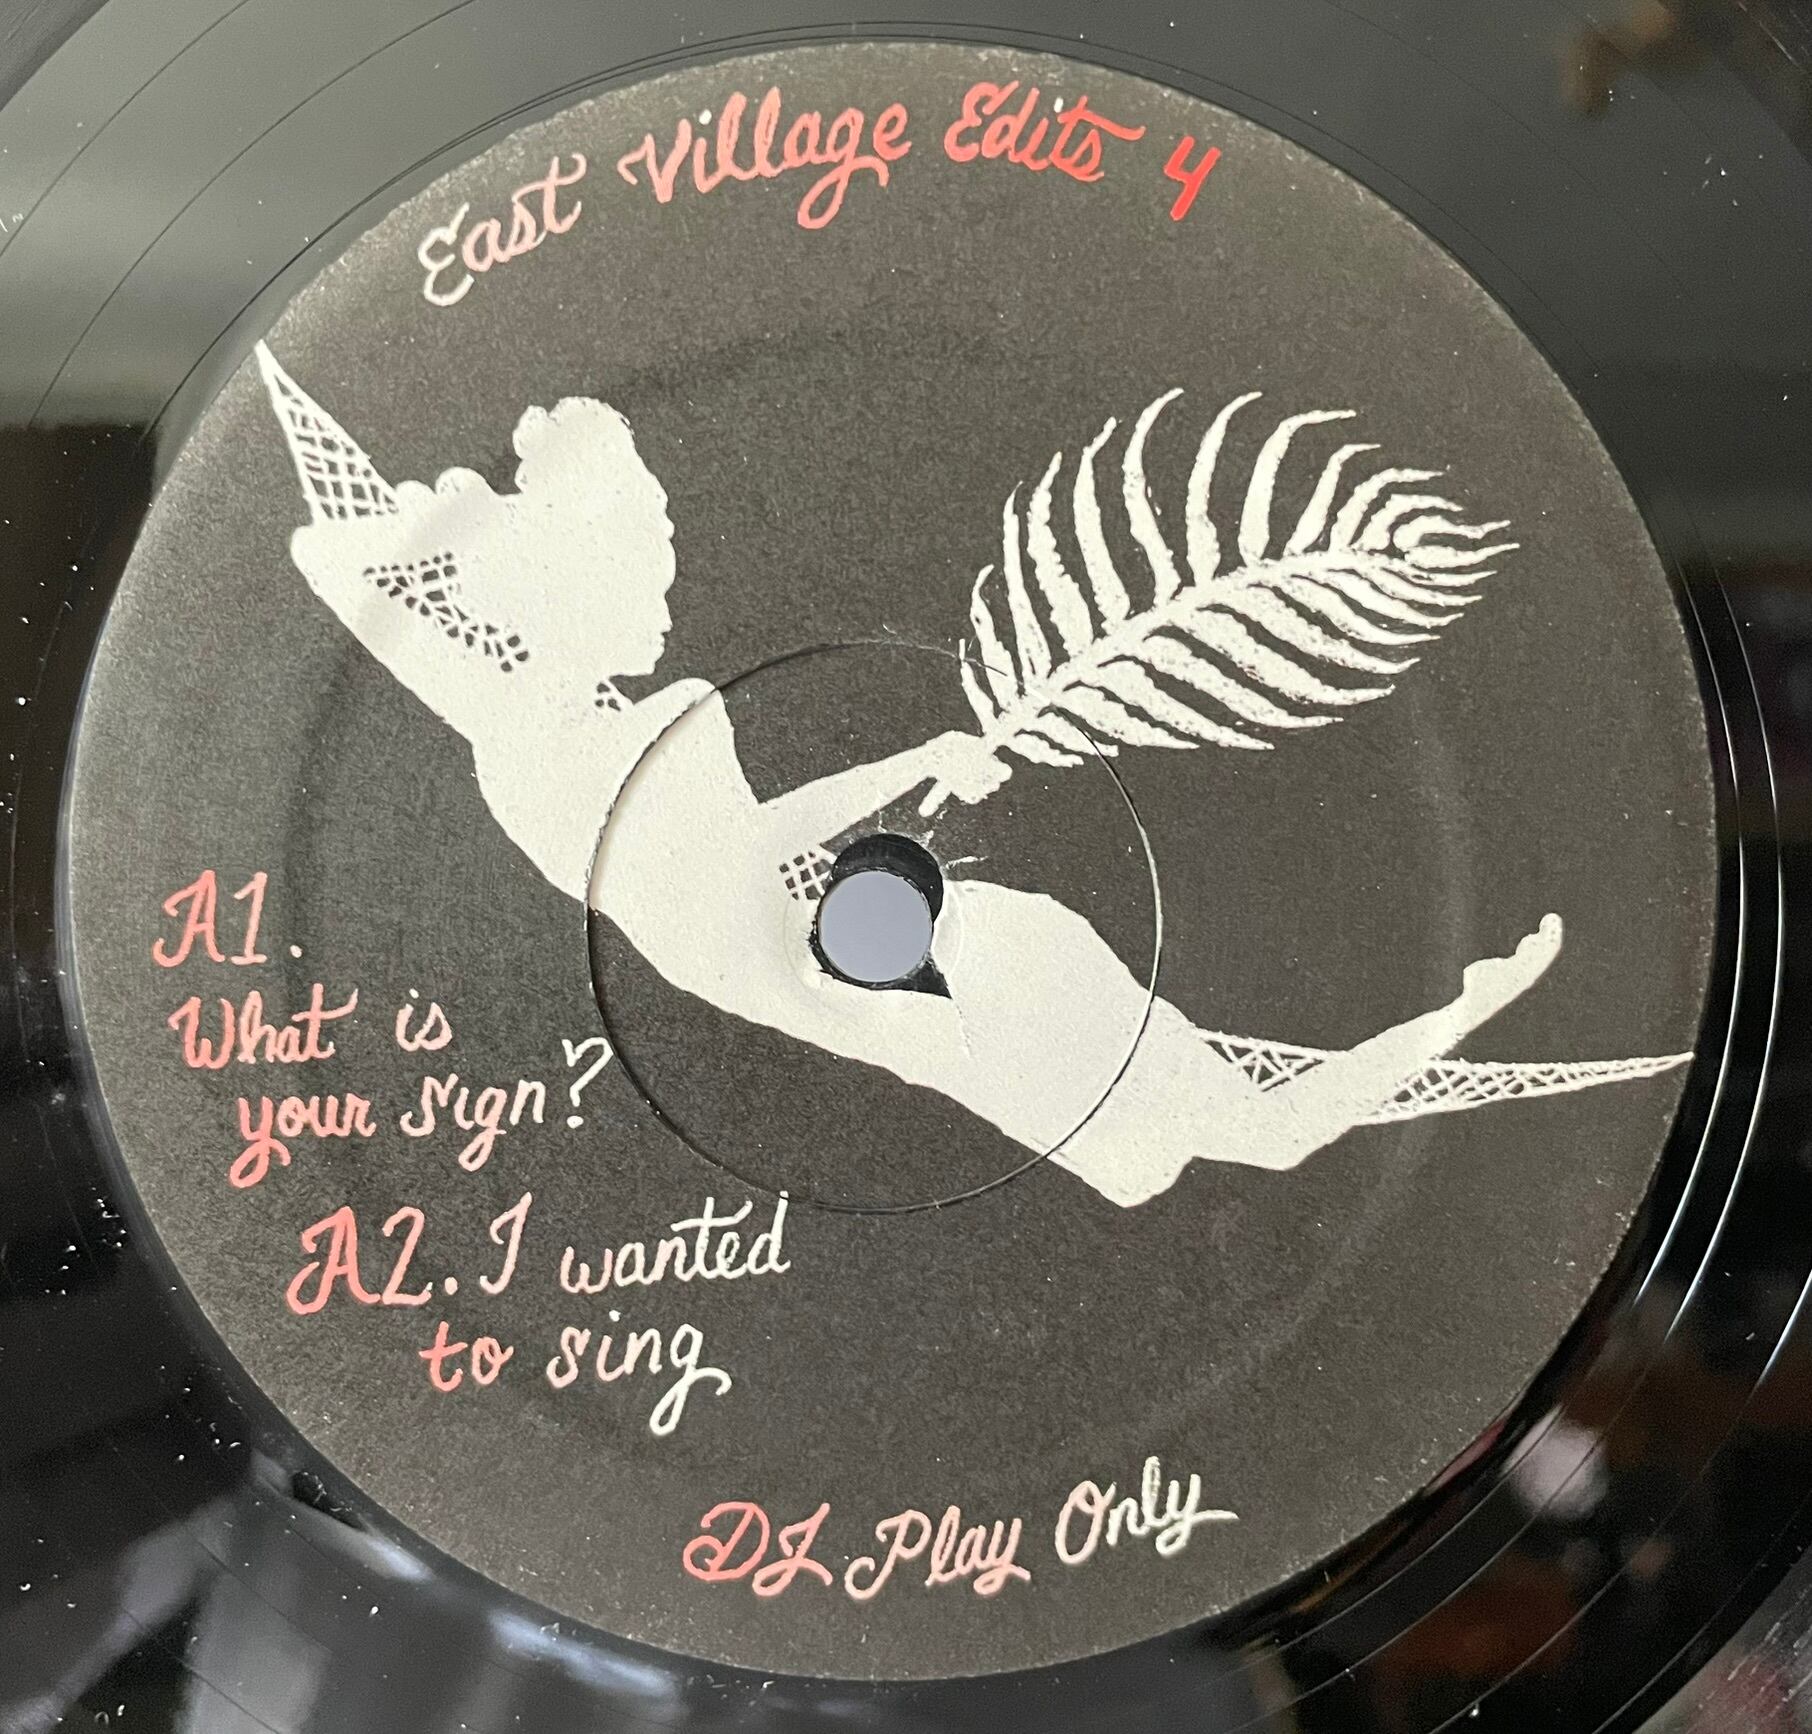 East Village Edits 4
A1.
What is
your Sign?
A2. I wanted
to sing
DJ Play Only